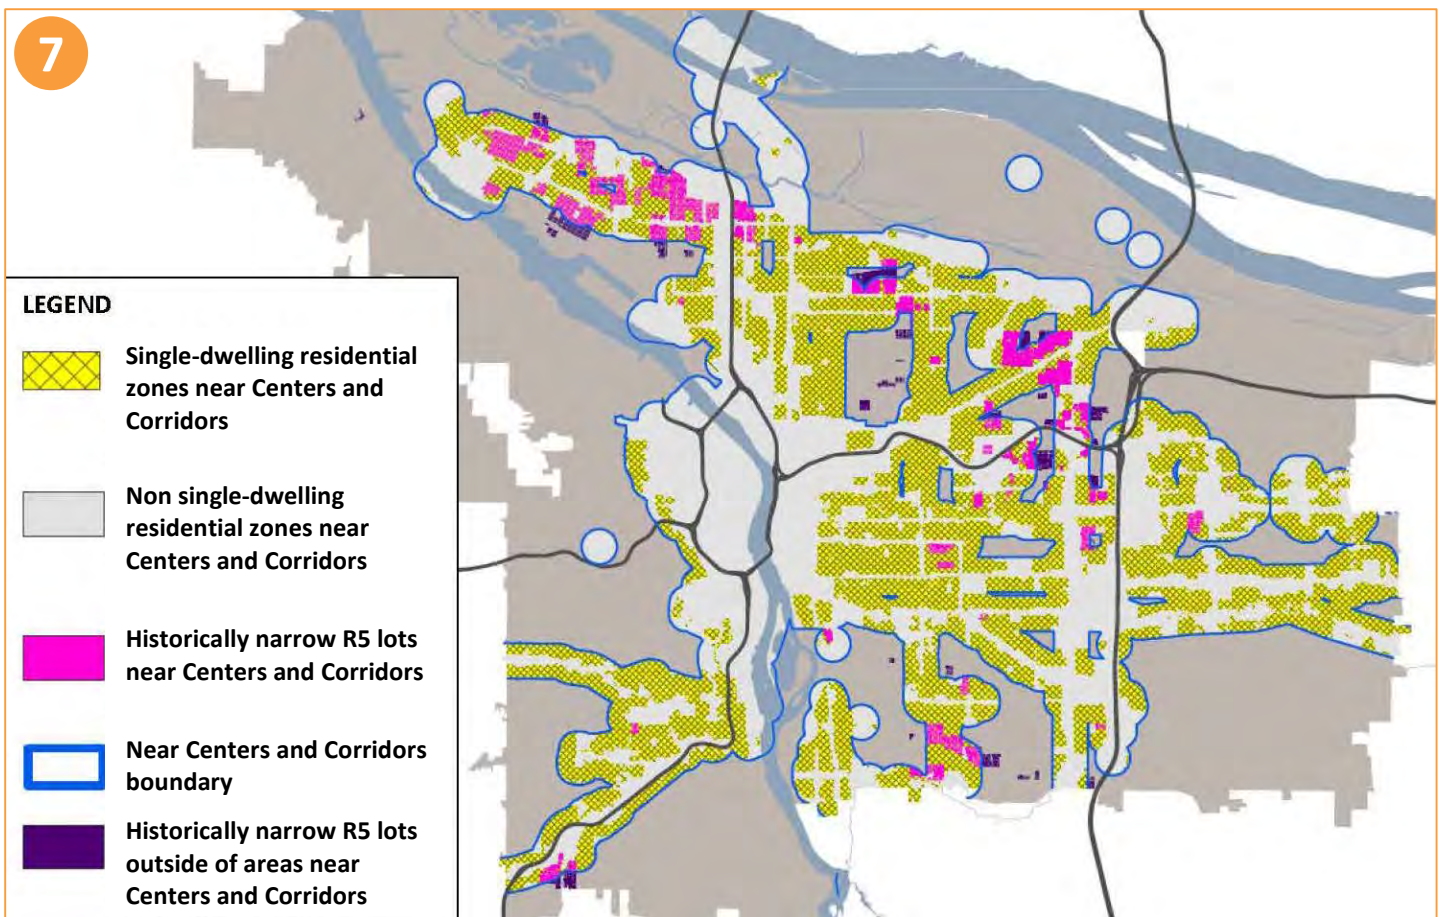 7
LEGEND
Single-dwelling residential
zones near Centers and
Corridors
Non single-dwelling
residential zones near
Centers and Corridors
Historically narrow R5 lots
near Centers and Corridors
Near Centers and Corridors
boundary
Historically narrow R5 lots
outside of areas near
Centers and Corridors